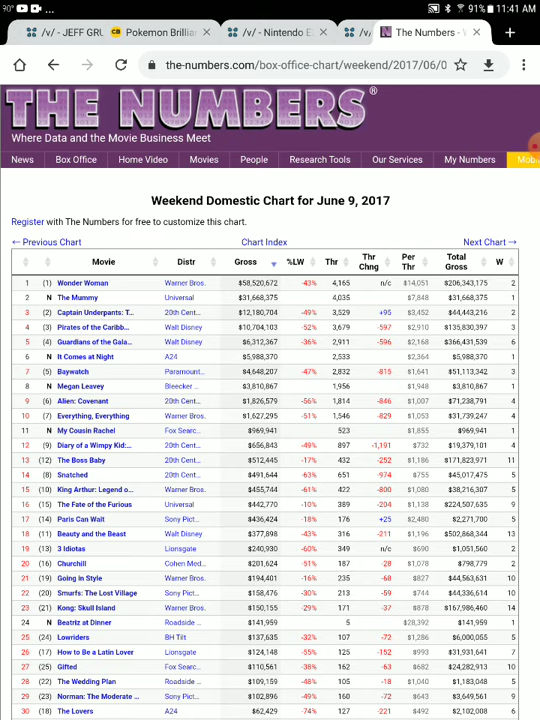 90° ... 91% 11:41 AM
/v/ - JEFF GRU Pokemon Brillia /v/ - Nintendo E /v/ The Numbers - W
the-numbers.com/box-office-chart/weekend/2017/06/0
THE NUMBERS®
Where Data and the Movie Business Meet
News Box Office Home Video Movies People Research Tools Our Services My Numbers Mobi
Weekend Domestic Chart for June 9, 2017
Register with The Numbers for free to customize this chart.
← Previous Chart Chart Index Next Chart →
Movie Distr Gross %LW Thr Thr Chng Per Thr Total Gross W
1 (1) Wonder Woman Warner Bros. $58,520,672 -43% 4,165 n/c $14,051 $206,343,175 2
2 N The Mummy Universal $31,668,375 4,035 $7,848 $31,668,375 1
3 (2) Captain Underpants: T... 20th Cent... $12,180,704 -49% 3,529 +95 $3,452 $44,443,216 2
4 (3) Pirates of the Caribb... Walt Disney $10,704,103 -52% 3,679 -597 $2,910 $135,830,397 3
5 (4) Guardians of the Gala... Walt Disney $6,312,367 -36% 2,911 -596 $2,168 $366,431,539 6
6 N It Comes at Night A24 $5,988,370 2,533 $2,364 $5,988,370 1
7 (5) Baywatch Paramount... $4,648,207 -47% 2,832 -815 $1,641 $51,113,342 3
8 N Megan Leavey Bleecker ... $3,810,867 1,956 $1,948 $3,810,867 1
9 (6) Alien: Covenant 20th Cent... $1,826,579 -56% 1,814 -846 $1,007 $71,238,791 4
10 (7) Everything, Everything Warner Bros. $1,627,295 -51% 1,546 -829 $1,053 $31,739,247 4
11 N My Cousin Rachel Fox Searc... $969,941 523 $1,855 $969,941 1
12 (9) Diary of a Wimpy Kid:... 20th Cent... $656,843 -49% 897 -1,191 $732 $19,379,101 4
13 (12) The Boss Baby 20th Cent... $512,445 -17% 432 -252 $1,186 $171,821,971 11
14 (8) Snatched 20th Cent... $491,644 -63% 651 -974 $755 $45,017,475 5
15 (10) King Arthur: Legend o... Warner Bros. $455,744 -61% 422 -800 $1,080 $38,216,307 5
16 (15) The Fate of the Furious Universal $442,770 -10% 389 -204 $1,138 $224,507,635 9
17 (14) Paris Can Wait Sony Pict... $436,424 -18% 176 +25 $2,480 $2,271,700 5
18 (11) Beauty and the Beast Walt Disney $377,898 -43% 316 -211 $1,196 $502,868,344 13
19 (13) 3 Idiotas Lionsgate $240,930 -60% 349 n/c $690 $1,051,560 2
20 (16) Churchill Cohen Med... $201,624 -51% 187 -28 $1,078 $798,779 2
21 (19) Going in Style Warner Bros. $194,401 -16% 235 -68 $827 $44,563,631 10
22 (20) Smurfs: The Lost Village Sony Pict... $158,476 -30% 213 -59 $744 $44,336,614 10
23 (21) Kong: Skull Island Warner Bros. $150,155 -29% 171 -37 $878 $167,986,460 14
24 N Beatriz at Dinner Roadside ... $141,959 5 $28,392 $141,959 1
25 (24) Lowriders BH Tilt $137,635 -32% 107 -72 $1,286 $6,000,055 5
26 (17) How to Be a Latin Lover Lionsgate $124,148 -55% 125 -152 $993 $31,931,641 7
27 (25) Gifted Fox Searc... $110,561 -38% 162 -63 $682 $24,282,913 10
28 (22) The Wedding Plan Roadside ... $109,159 -48% 105 -18 $1,040 $1,183,048 5
29 (23) Norman: The Moderate ... Sony Pict... $102,896 -49% 160 -72 $643 $3,649,561 9
30 (18) The Lovers A24 $62,429 -74% 127 -221 $492 $2,102,008 6